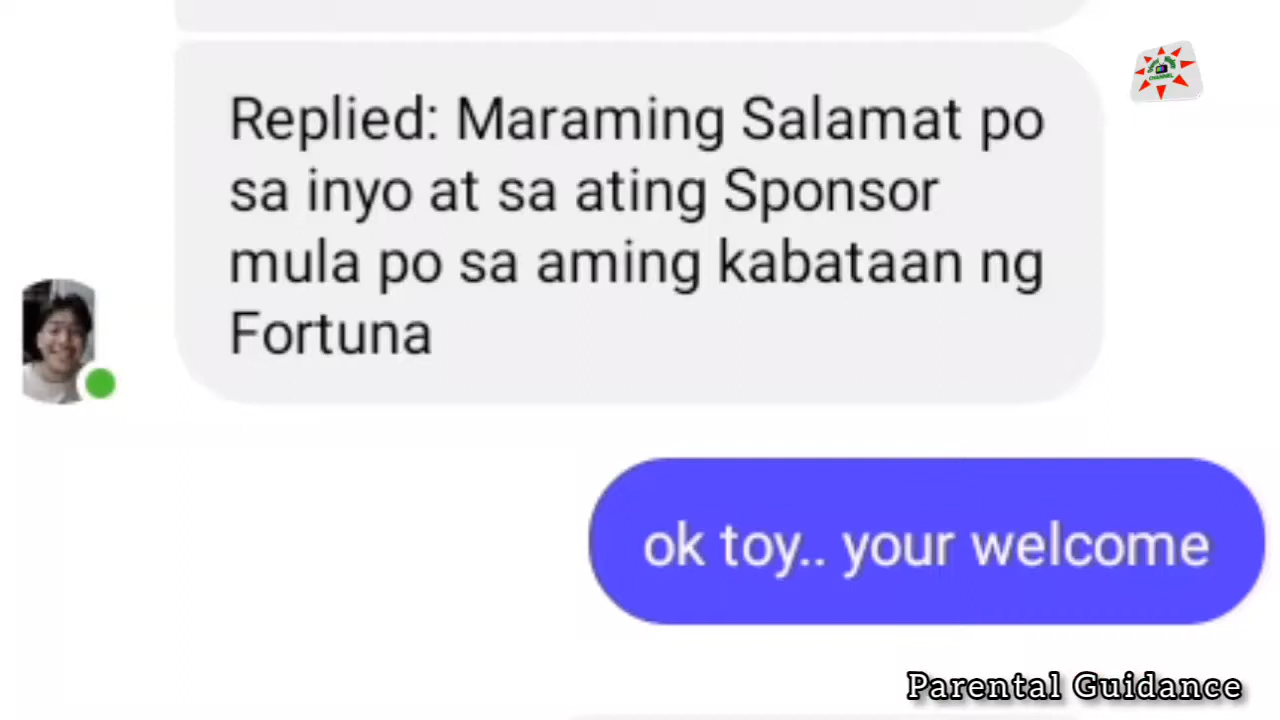 CHANNEL
Replied: Maraming Salamat po
sa inyo at sa ating Sponsor
mula po sa aming kabataan ng
Fortuna
ok toy.. your welcome
Parental Guidance